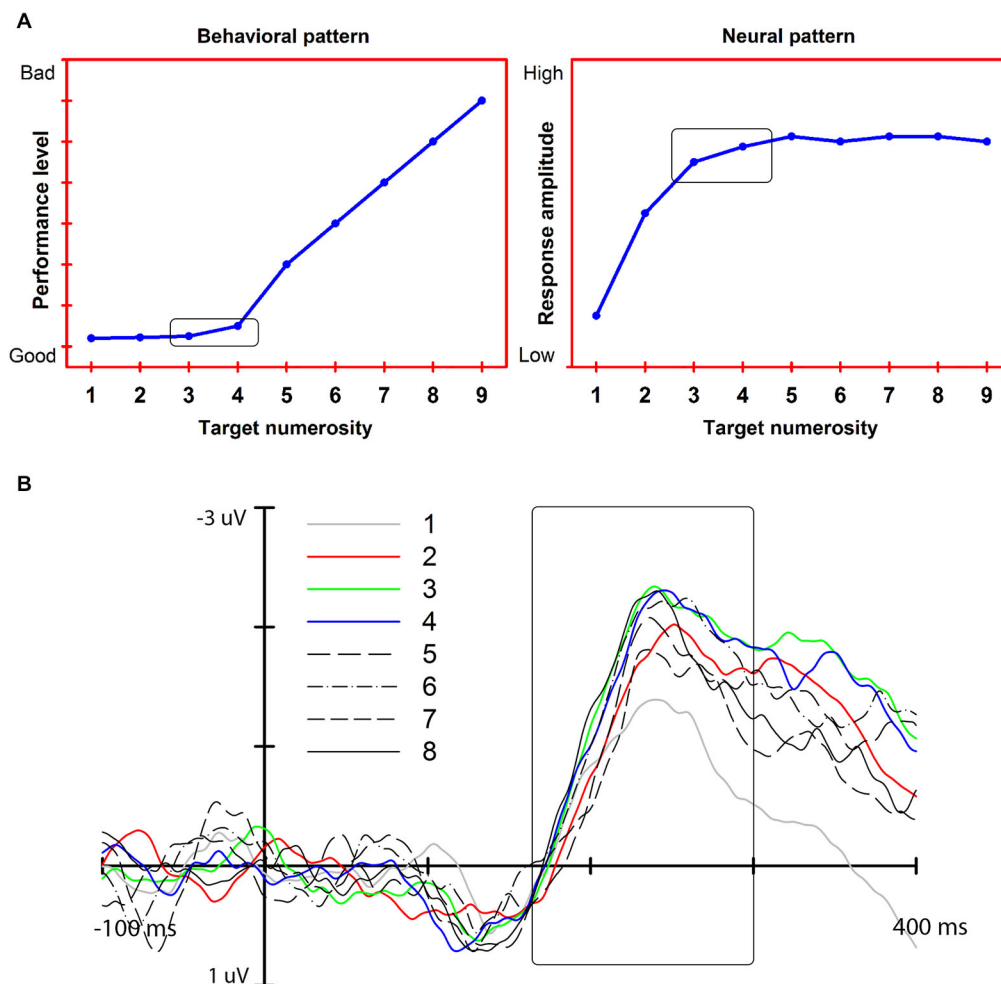 A
Behavioral pattern
Bad
Performance level
Good
1 2 3 4 5 6 7 8 9
Target numerosity
Neural pattern
High
Response amplitude
Low
1 2 3 4 5 6 7 8 9
Target numerosity
B
-3 uV
1
2
3
4
5
6
7
8
-100 ms
400 ms
1 uV